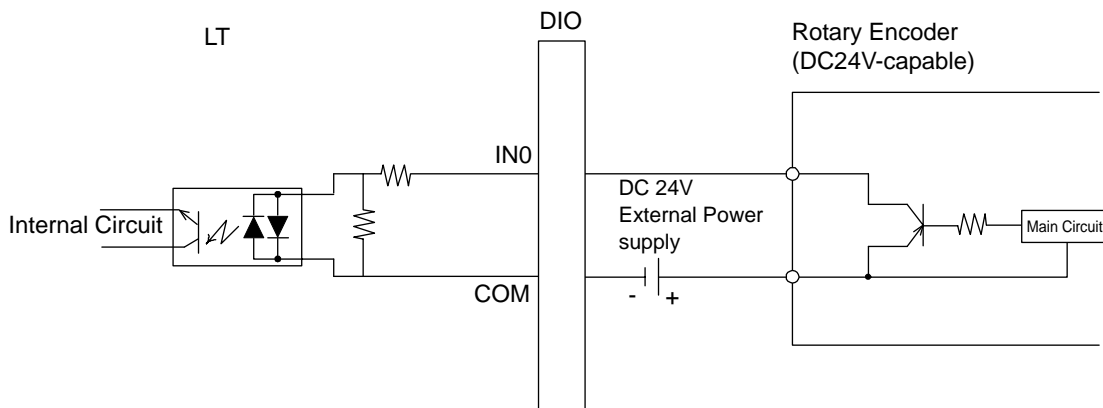 DIO
LT
Rotary Encoder
(DC24V-capable)
IN0
DC 24V
External Power
supply
Internal Circuit
Main Circuit
COM
- +